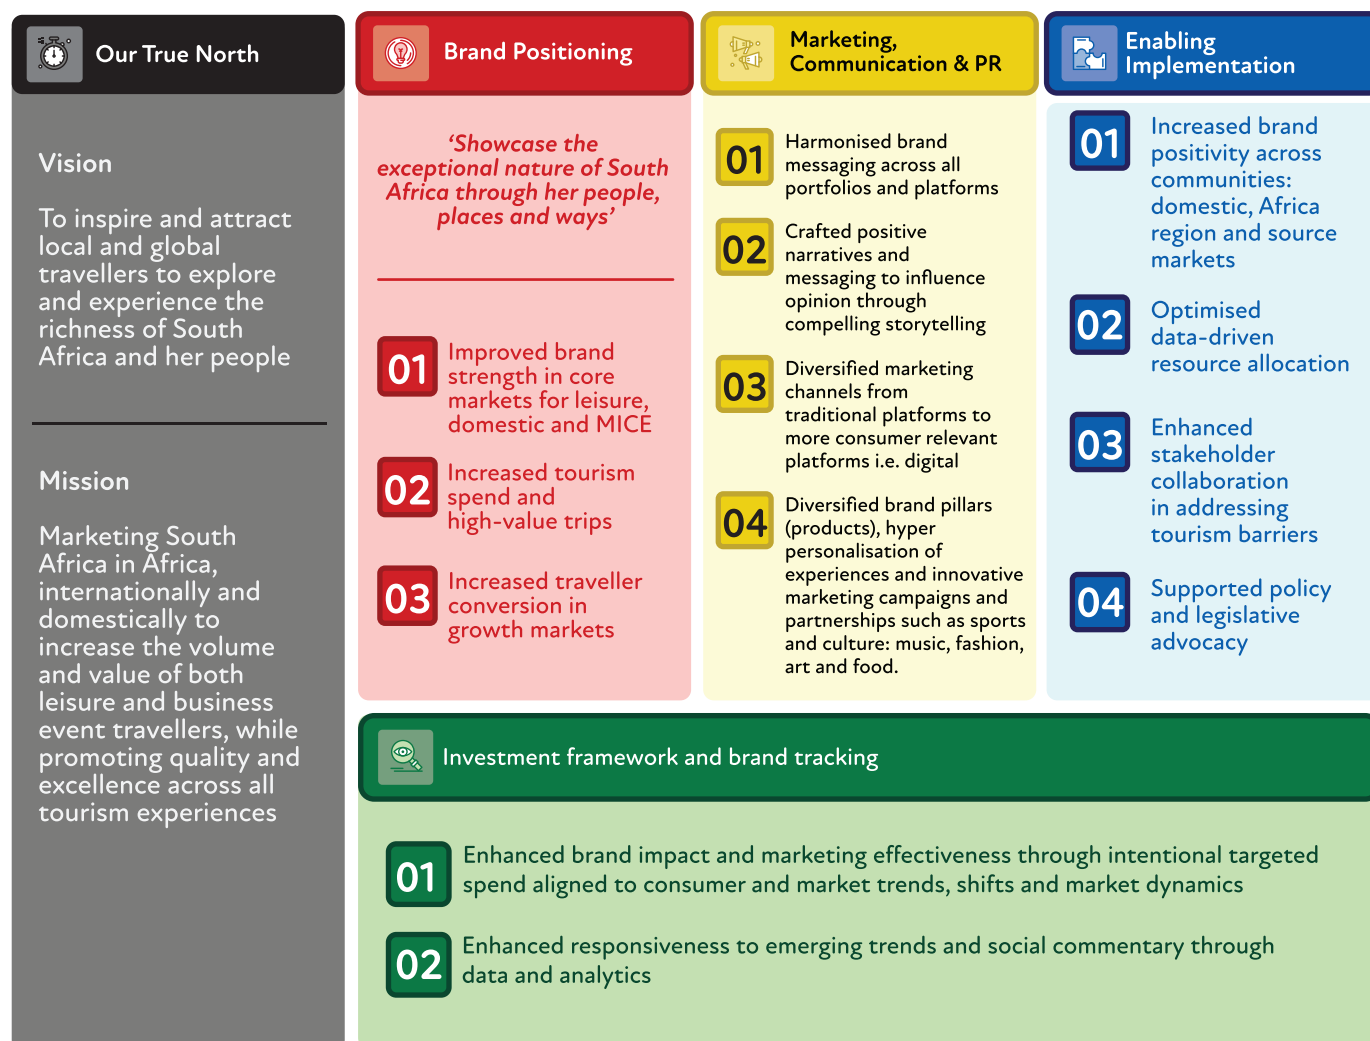 Our True North
Vision
To inspire and attract
local and global
travellers to explore
and experience the
richness of South
Africa and her people
Mission
Marketing South
Africa in Africa,
internationally and
domestically to
increase the volume
and value of both
leisure and business
event travellers, while
promoting quality and
excellence across all
tourism experiences
Brand Positioning
‘Showcase the
exceptional nature of South
Africa through her people,
places and ways’
01
Improved brand
strength in core
markets for leisure,
domestic and MICE
02
Increased tourism
spend and
high-value trips
03
Increased traveller
conversion in
growth markets
Marketing,
Communication & PR
01
Harmonised brand
messaging across all
portfolios and platforms
02
Crafted positive
narratives and
messaging to influence
opinion through
compelling storytelling
03
Diversified marketing
channels from
traditional platforms to
more consumer relevant
platforms i.e. digital
04
Diversified brand pillars
(products), hyper
personalisation of
experiences and innovative
marketing campaigns and
partnerships such as sports
and culture: music, fashion,
art and food.
Enabling
Implementation
01
Increased brand
positivity across
communities:
domestic, Africa
region and source
markets
02
Optimised
data-driven
resource allocation
03
Enhanced
stakeholder
collaboration
in addressing
tourism barriers
04
Supported policy
and legislative
advocacy
Investment framework and brand tracking
01
Enhanced brand impact and marketing effectiveness through intentional targeted
spend aligned to consumer and market trends, shifts and market dynamics
02
Enhanced responsiveness to emerging trends and social commentary through
data and analytics